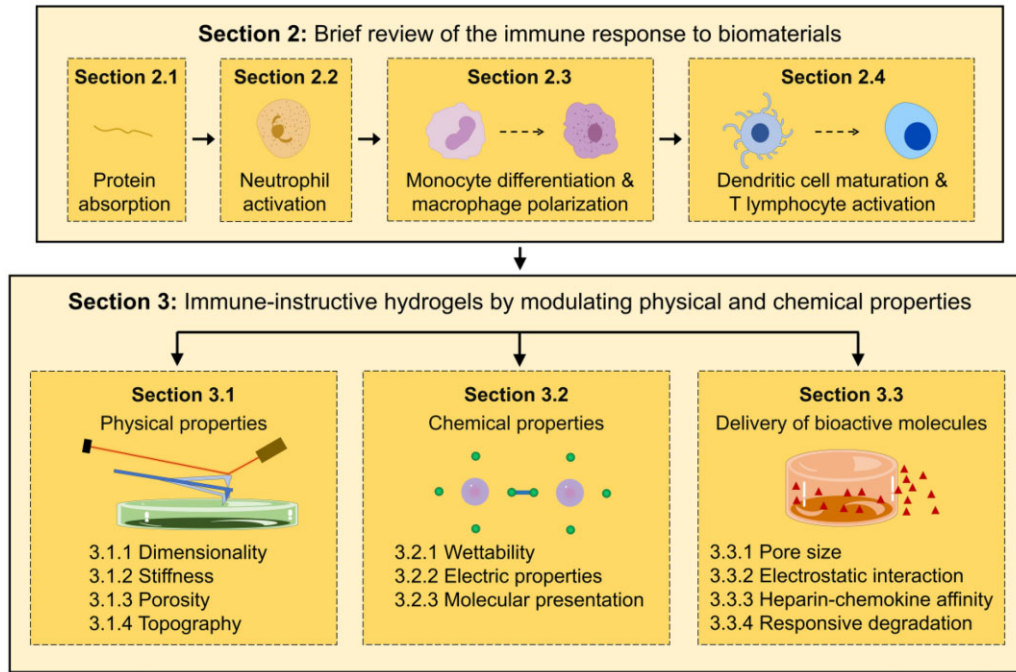 Section 2: Brief review of the immune response to biomaterials
Section 2.1
Protein
absorption
Section 2.2
Neutrophil
activation
Section 2.3
Monocyte differentiation &
macrophage polarization
Section 2.4
Dendritic cell maturation &
T lymphocyte activation
Section 3: Immune-instructive hydrogels by modulating physical and chemical properties
Section 3.1
Physical properties
3.1.1 Dimensionality
3.1.2 Stiffness
3.1.3 Porosity
3.1.4 Topography
Section 3.2
Chemical properties
3.2.1 Wettability
3.2.2 Electric properties
3.2.3 Molecular presentation
Section 3.3
Delivery of bioactive molecules
3.3.1 Pore size
3.3.2 Electrostatic interaction
3.3.3 Heparin-chemokine affinity
3.3.4 Responsive degradation